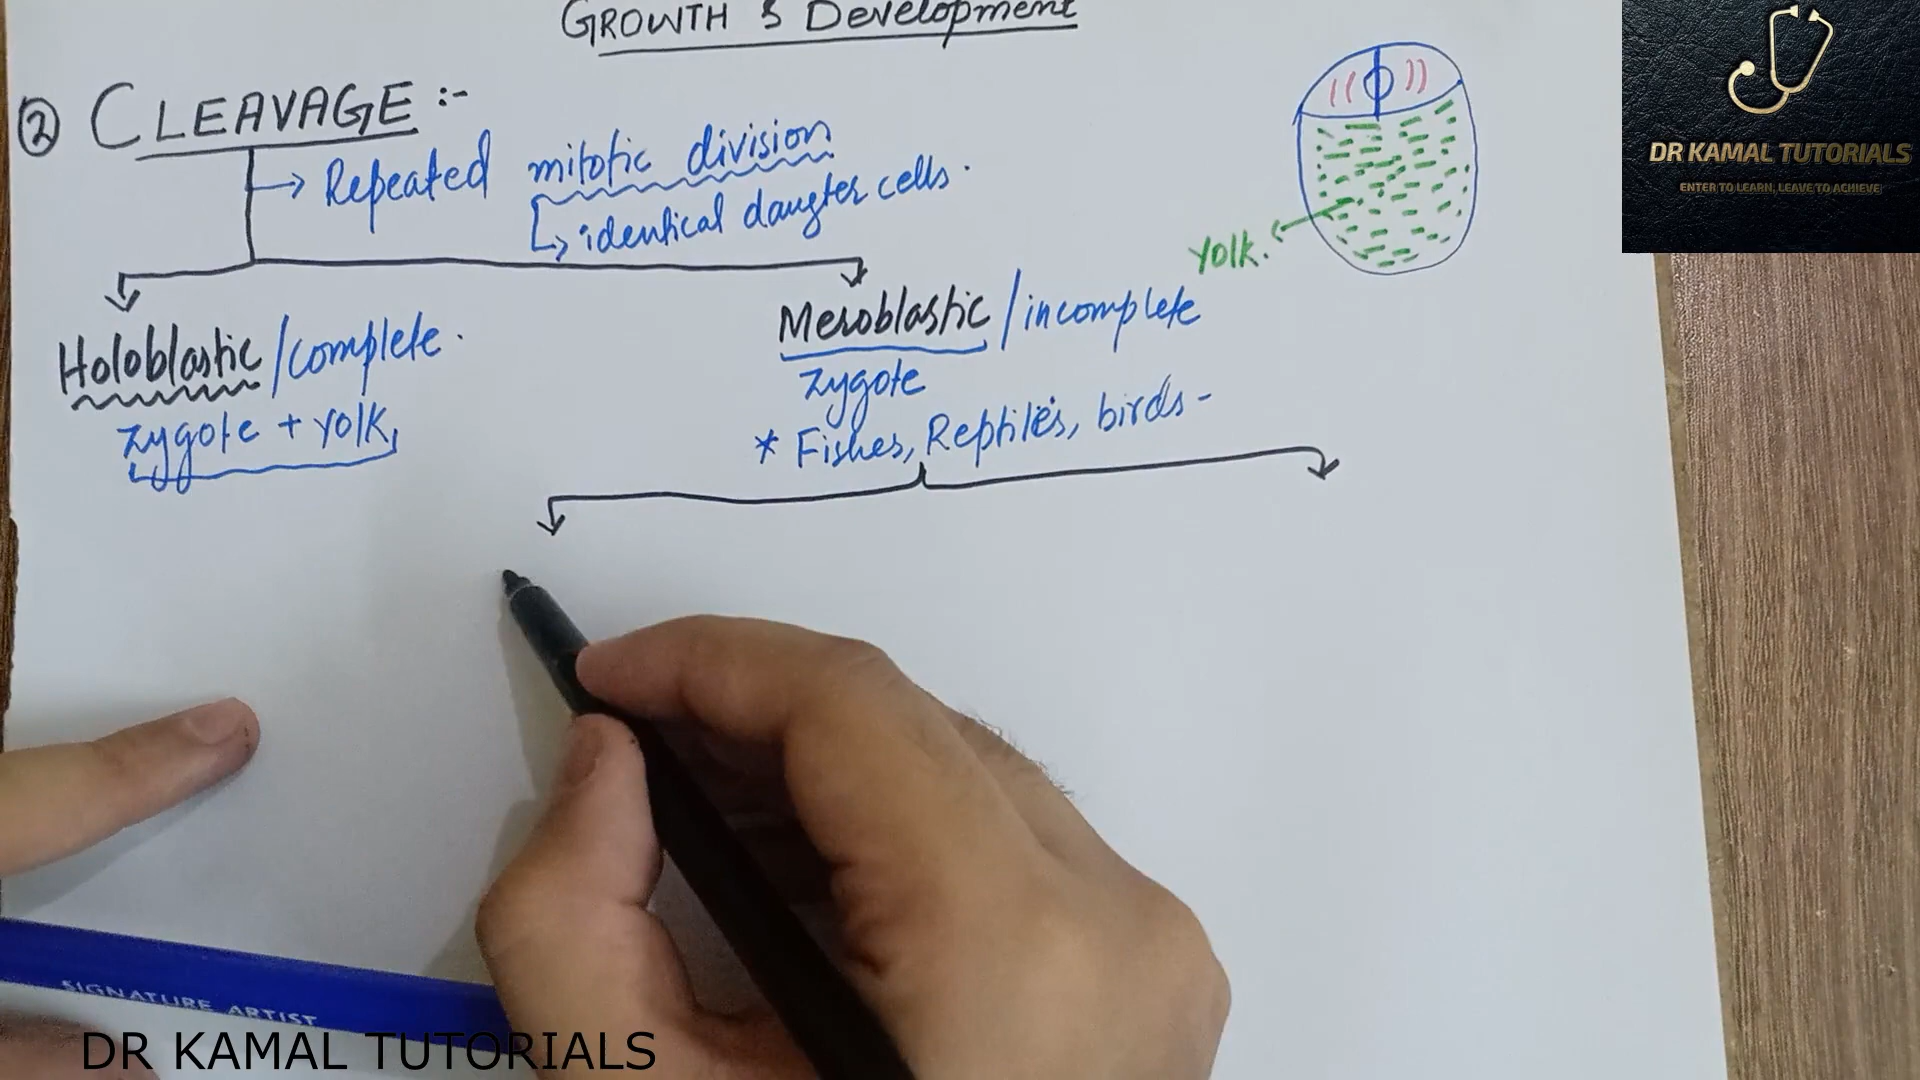 GROWTH & Development
② CLEAVAGE :-
→ Repeated mitotic division
↳ identical daugter cells.
Holoblastic / complete.
zygote + Yolk
Meroblastic / incomplete
zygote
* Fishes, Reptiles, birds -
Yolk.
DR KAMAL TUTORIALS
ENTER TO LEARN, LEAVE TO ACHIEVE
SIGNATURE ARTIST
DR KAMAL TUTORIALS